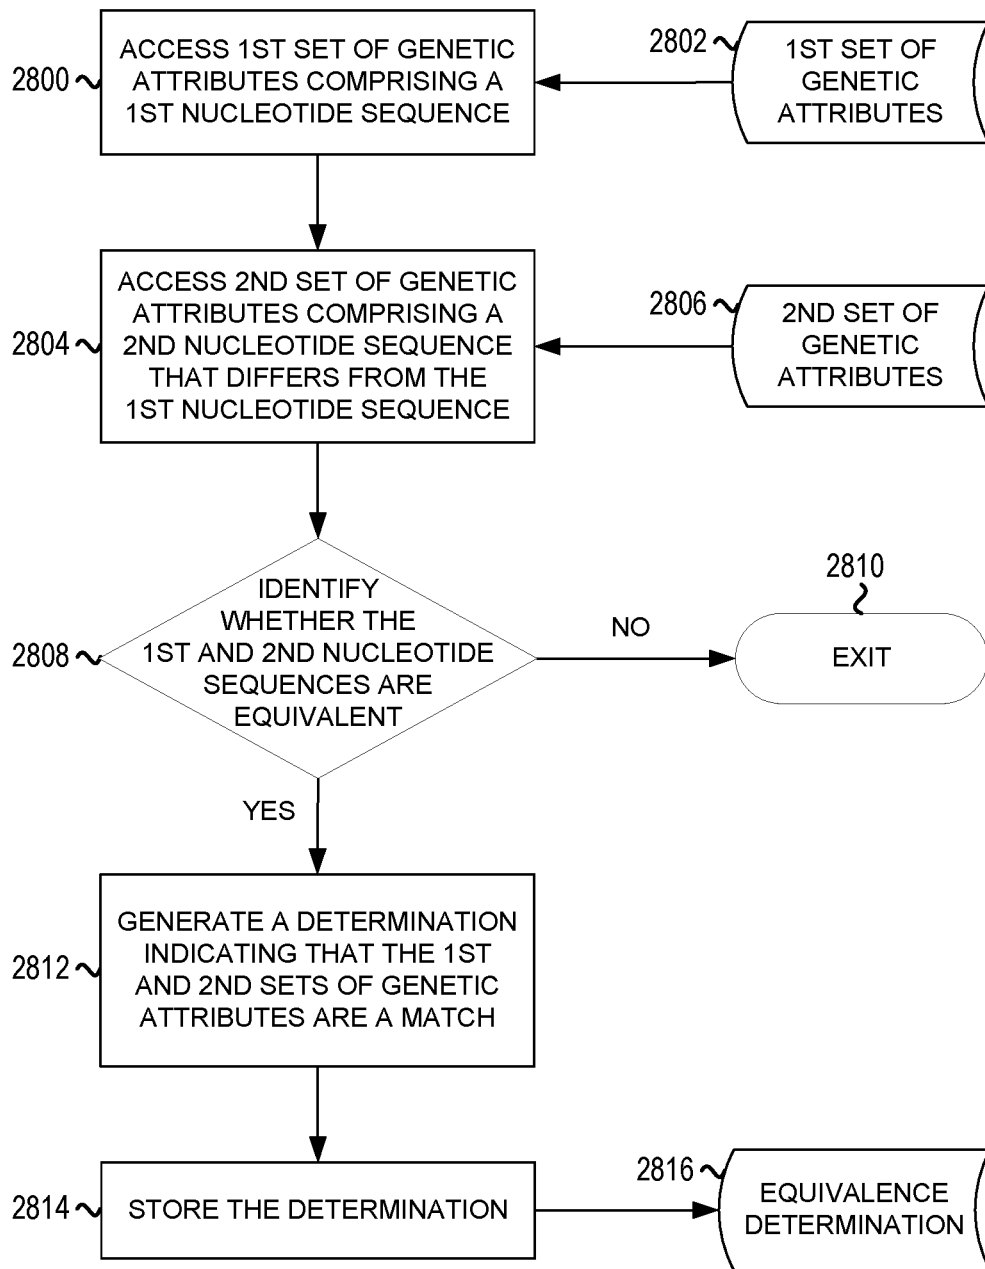 2800
ACCESS 1ST SET OF GENETIC
ATTRIBUTES COMPRISING A
1ST NUCLEOTIDE SEQUENCE
2802
1ST SET OF
GENETIC
ATTRIBUTES
2804
ACCESS 2ND SET OF GENETIC
ATTRIBUTES COMPRISING A
2ND NUCLEOTIDE SEQUENCE
THAT DIFFERS FROM THE
1ST NUCLEOTIDE SEQUENCE
2806
2ND SET OF
GENETIC
ATTRIBUTES
2808
IDENTIFY
WHETHER THE
1ST AND 2ND NUCLEOTIDE
SEQUENCES ARE
EQUIVALENT
NO
2810
EXIT
YES
2812
GENERATE A DETERMINATION
INDICATING THAT THE 1ST
AND 2ND SETS OF GENETIC
ATTRIBUTES ARE A MATCH
2814
STORE THE DETERMINATION
2816
EQUIVALENCE
DETERMINATION